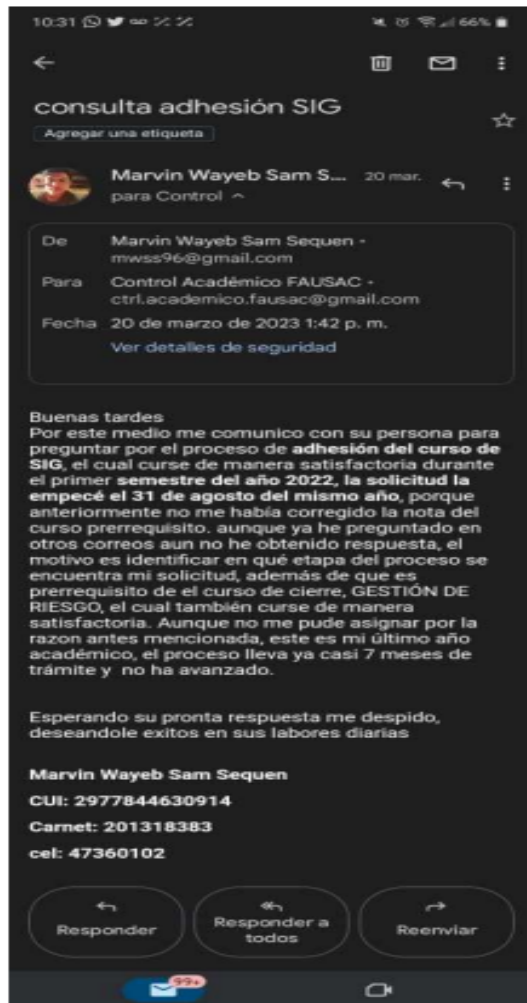 10:31
66%
consulta adhesión SIG
Agregar una etiqueta
Marvin Wayeb Sam S... 20 mar.
para Control
De Marvin Wayeb Sam Sequen -
mwss96@gmail.com
Para Control Académico FAUSAC -
ctrl.academico.fausac@gmail.com
Fecha 20 de marzo de 2023 1:42 p. m.
Ver detalles de seguridad
Buenas tardes
Por este medio me comunico con su persona para
preguntar por el proceso de adhesión del curso de
SIG, el cual curse de manera satisfactoria durante
el primer semestre del año 2022, la solicitud la
empecé el 31 de agosto del mismo año, porque
anteriormente no me había corregido la nota del
curso prerrequisito. aunque ya he preguntado en
otros correos aun no he obtenido respuesta, el
motivo es identificar en qué etapa del proceso se
encuentra mi solicitud, además de que es
prerrequisito de el curso de cierre, GESTIÓN DE
RIESGO, el cual también curse de manera
satisfactoria. Aunque no me pude asignar por la
razon antes mencionada, este es mi último año
académico, el proceso lleva ya casi 7 meses de
trámite y no ha avanzado.
Esperando su pronta respuesta me despido,
deseandole exitos en sus labores diarias
Marvin Wayeb Sam Sequen
CUI: 2977844630914
Carnet: 201318383
cel: 47360102
Responder
Responder a
todos
Reenviar
99+